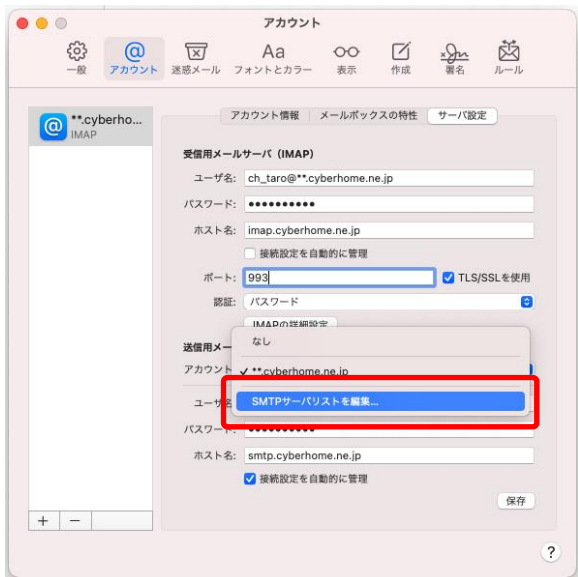 アカウント
一般 アカウント 迷惑メール フォントとカラー 表示 作成 署名 ルール
**.cyberho...
IMAP
アカウント情報 メールボックスの特性 サーバ設定
受信用メールサーバ（IMAP）
ユーザ名: ch_taro@**.cyberhome.ne.jp
パスワード: ●●●●●●●●●●
ホスト名: imap.cyberhome.ne.jp
接続設定を自動的に管理
ポート: 993 TLS/SSLを使用
認証: パスワード
IMAPの詳細設定
なし
送信用メー
アカウント ✓ **.cyberhome.ne.jp
SMTPサーバリストを編集...
ユーザ名
パスワード: ●●●●●●●●●●
ホスト名: smtp.cyberhome.ne.jp
接続設定を自動的に管理
保存
+ −
?